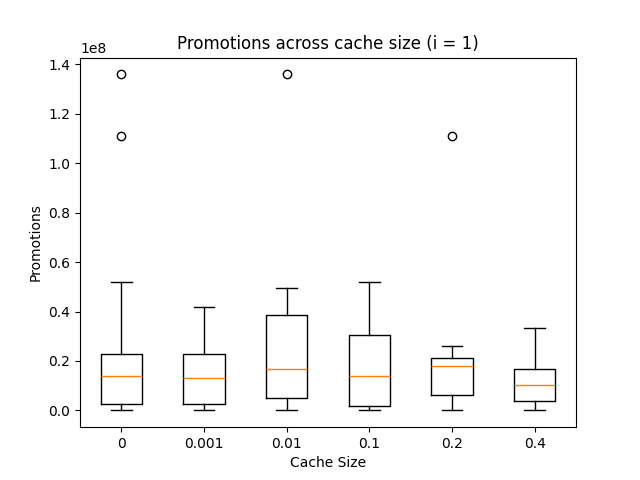 Promotions across cache size (i = 1)
1e8
1.4
1.2
1.0
0.8
0.6
0.4
0.2
0.0
Promotions
0 0.001 0.01 0.1 0.2 0.4
Cache Size